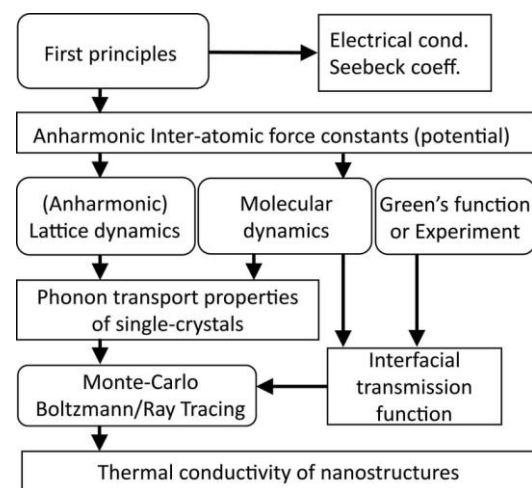 First principles
Electrical cond.
Seebeck coeff.
Anharmonic Inter-atomic force constants (potential)
(Anharmonic)
Lattice dynamics
Molecular
dynamics
Green's function
or Experiment
Phonon transport properties
of single-crystals
Interfacial
transmission
function
Monte-Carlo
Boltzmann/Ray Tracing
Thermal conductivity of nanostructures